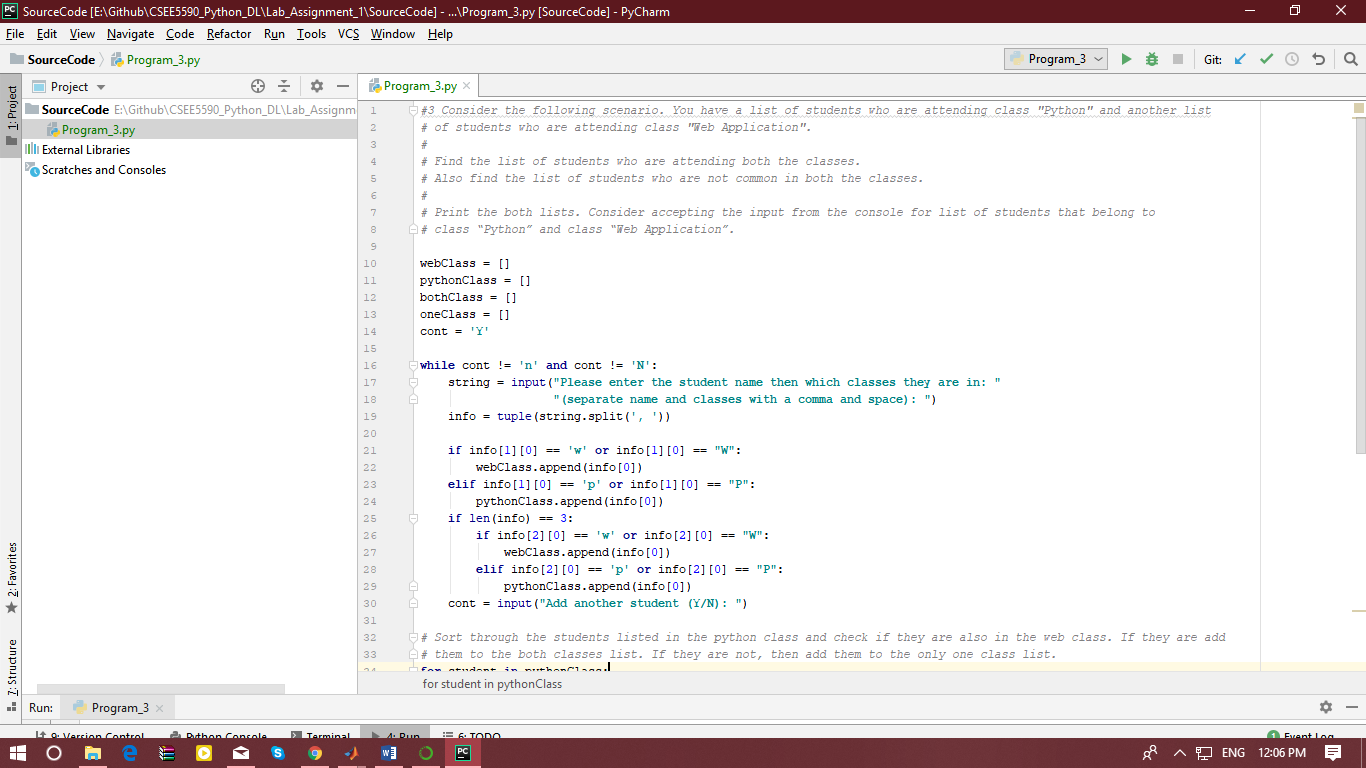 SourceCode [E:\Github\CSEE5590_Python_DL\Lab_Assignment_1\SourceCode] - ...\Program_3.py [SourceCode] - PyCharm
File Edit View Navigate Code Refactor Run Tools VCS Window Help
SourceCode Program_3.py Program_3 Git:
Project
Program_3.py
1: Project
SourceCode E:\Github\CSEE5590_Python_DL\Lab_Assignm
Program_3.py
External Libraries
Scratches and Consoles
2: Favorites
Z: Structure
1 #3 Consider the following scenario. You have a list of students who are attending class "Python" and another list
2 # of students who are attending class "Web Application".
3 #
4 # Find the list of students who are attending both the classes.
5 # Also find the list of students who are not common in both the classes.
6 #
7 # Print the both lists. Consider accepting the input from the console for list of students that belong to
8 # class “Python” and class “Web Application”.
9
10 webClass = []
11 pythonClass = []
12 bothClass = []
13 oneClass = []
14 cont = 'Y'
15
16 while cont != 'n' and cont != 'N':
17 string = input("Please enter the student name then which classes they are in: "
18 "(separate name and classes with a comma and space): ")
19 info = tuple(string.split(', '))
20
21 if info[1][0] == 'w' or info[1][0] == "W":
22 webClass.append(info[0])
23 elif info[1][0] == 'p' or info[1][0] == "P":
24 pythonClass.append(info[0])
25 if len(info) == 3:
26 if info[2][0] == 'w' or info[2][0] == "W":
27 webClass.append(info[0])
28 elif info[2][0] == 'p' or info[2][0] == "P":
29 pythonClass.append(info[0])
30 cont = input("Add another student (Y/N): ")
31
32 # Sort through the students listed in the python class and check if they are also in the web class. If they are add
33 # them to the both classes list. If they are not, then add them to the only one class list.
34 for student in pythonClass:
for student in pythonClass
Run: Program_3
9: Version Control Python Console Terminal 4: Run 6: TODO 1 Event Log
ENG 12:06 PM